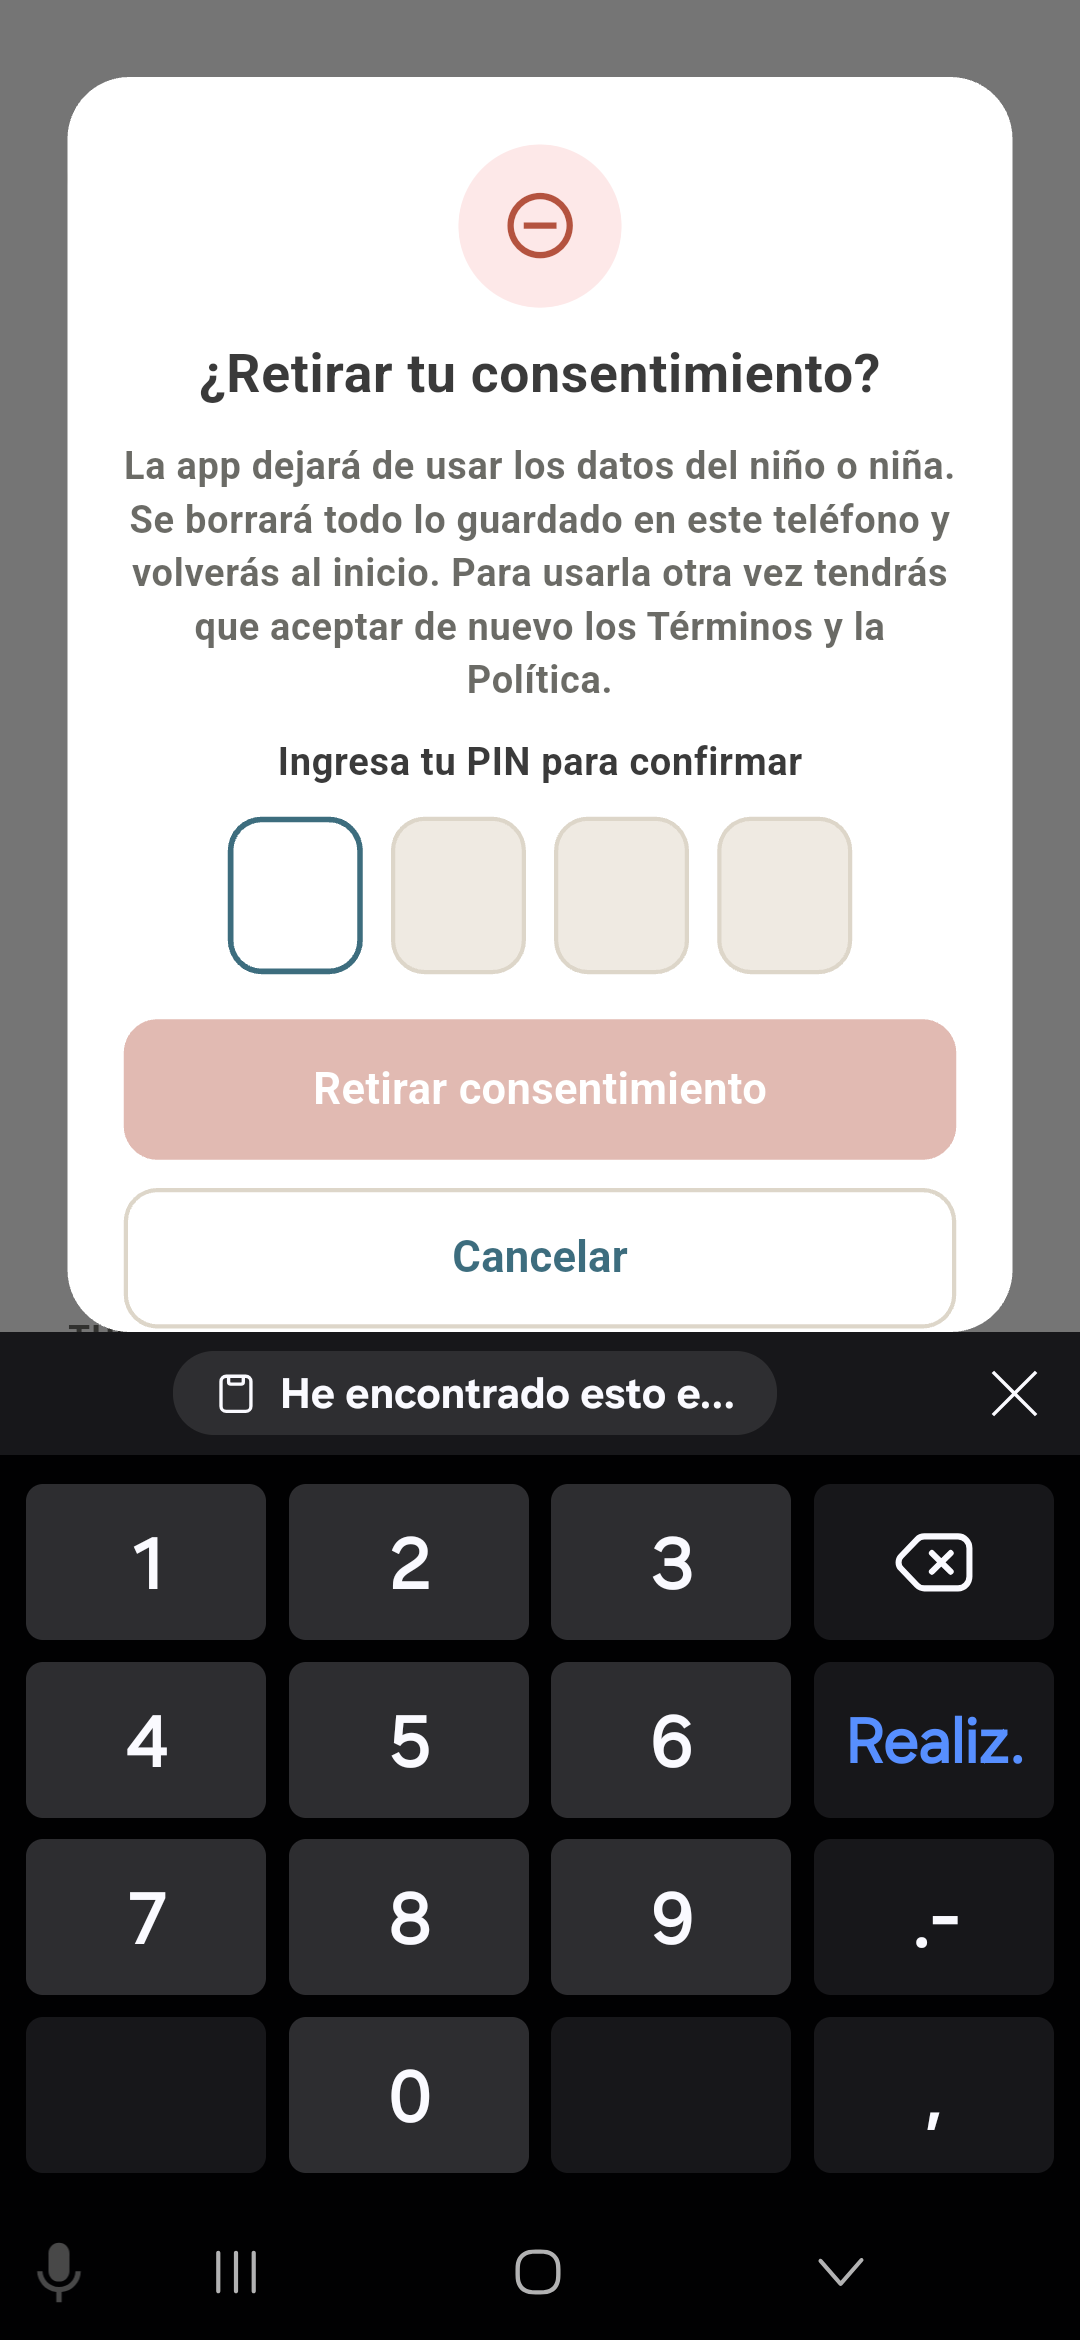 ¿Retirar tu consentimiento?
La app dejará de usar los datos del niño o niña.
Se borrará todo lo guardado en este teléfono y
volverás al inicio. Para usarla otra vez tendrás
que aceptar de nuevo los Términos y la
Política.
Ingresa tu PIN para confirmar
Retirar consentimiento
Cancelar
He encontrado esto e...
1 2 3
4 5 6 Realiz.
7 8 9 .-
0 ,